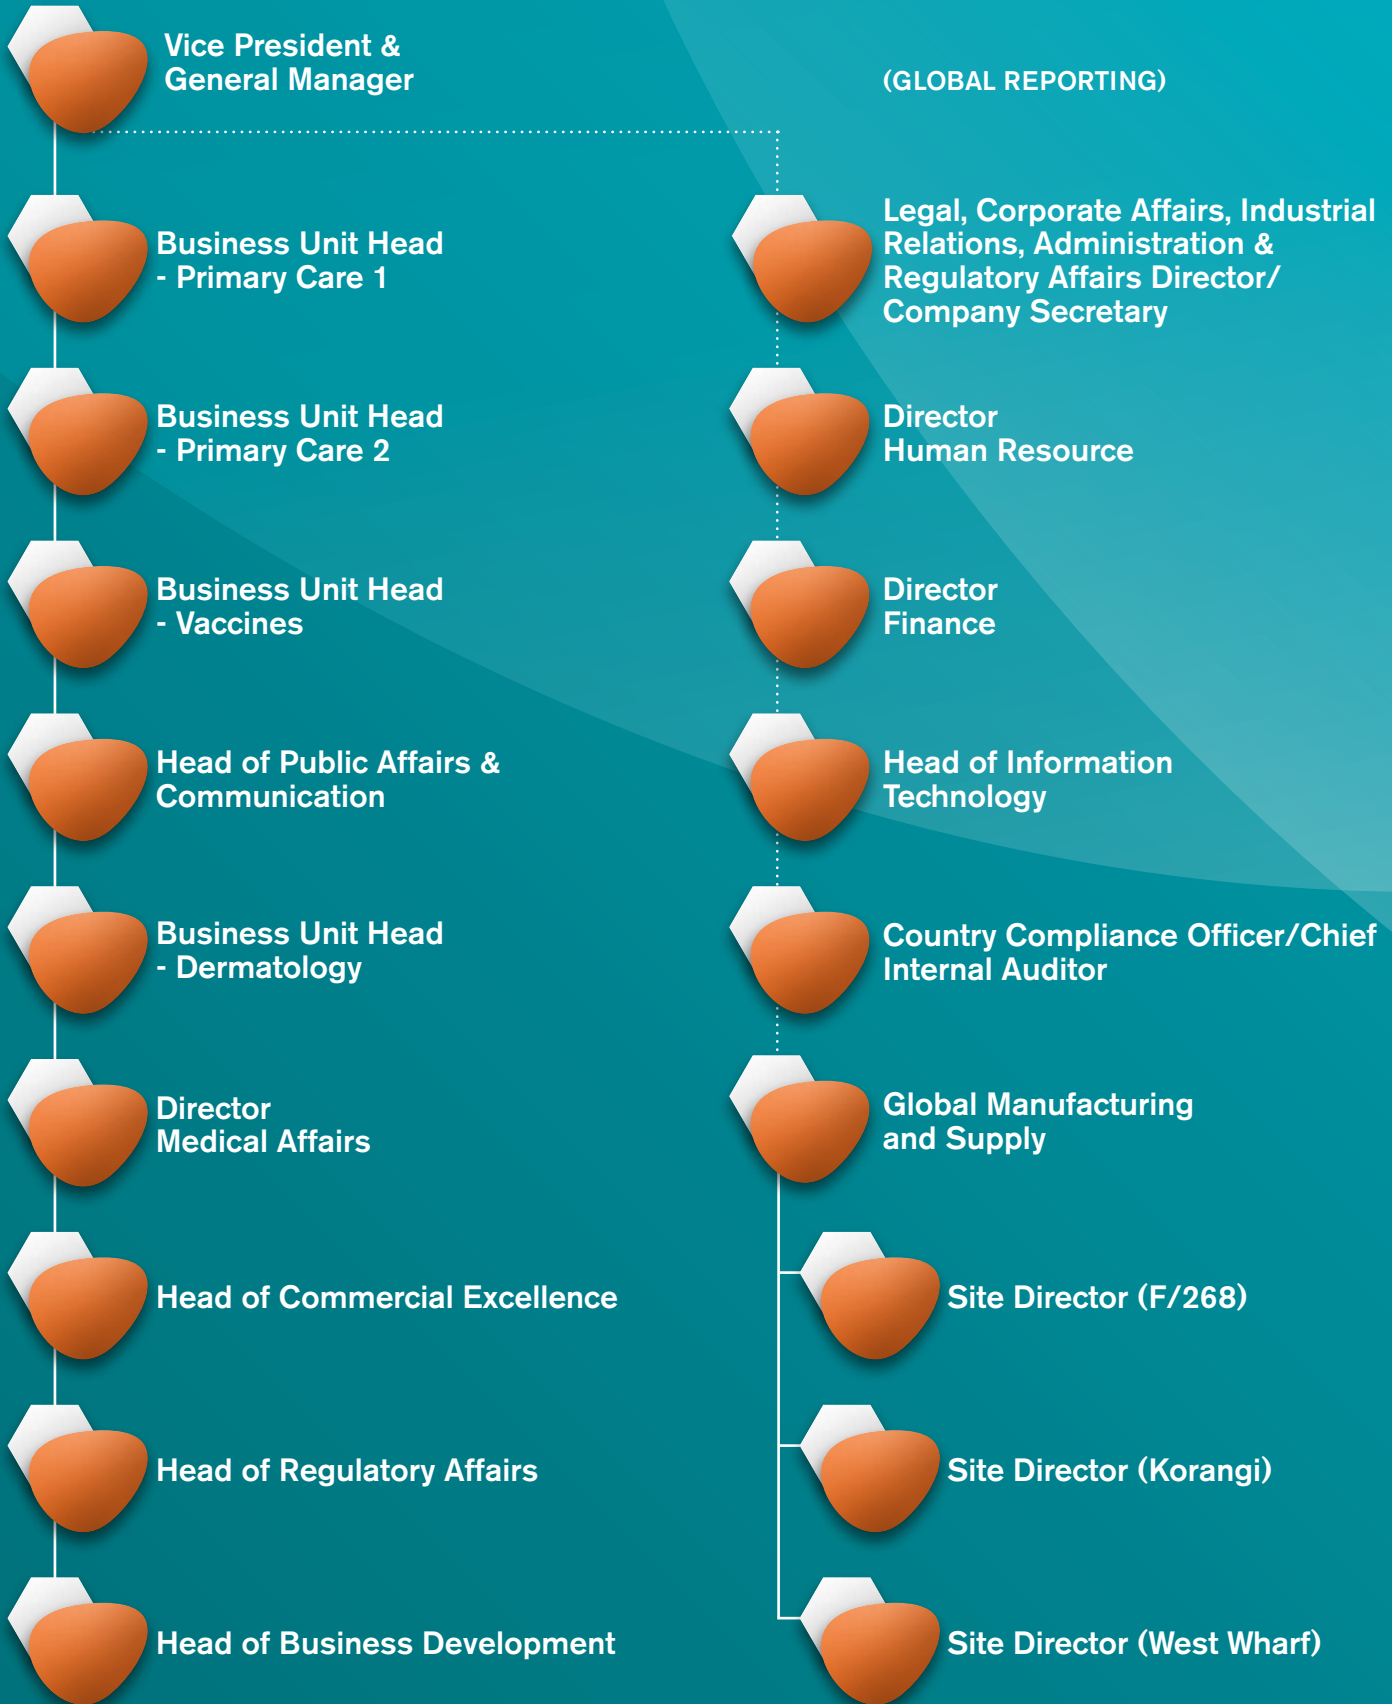 Vice President &
General Manager
Business Unit Head
- Primary Care 1
Business Unit Head
- Primary Care 2
Business Unit Head
- Vaccines
Head of Public Affairs &
Communication
Business Unit Head
- Dermatology
Director
Medical Affairs
Head of Commercial Excellence
Head of Regulatory Affairs
Head of Business Development
(GLOBAL REPORTING)
Legal, Corporate Affairs, Industrial
Relations, Administration &
Regulatory Affairs Director/
Company Secretary
Director
Human Resource
Director
Finance
Head of Information
Technology
Country Compliance Officer/Chief
Internal Auditor
Global Manufacturing
and Supply
Site Director (F/268)
Site Director (Korangi)
Site Director (West Wharf)